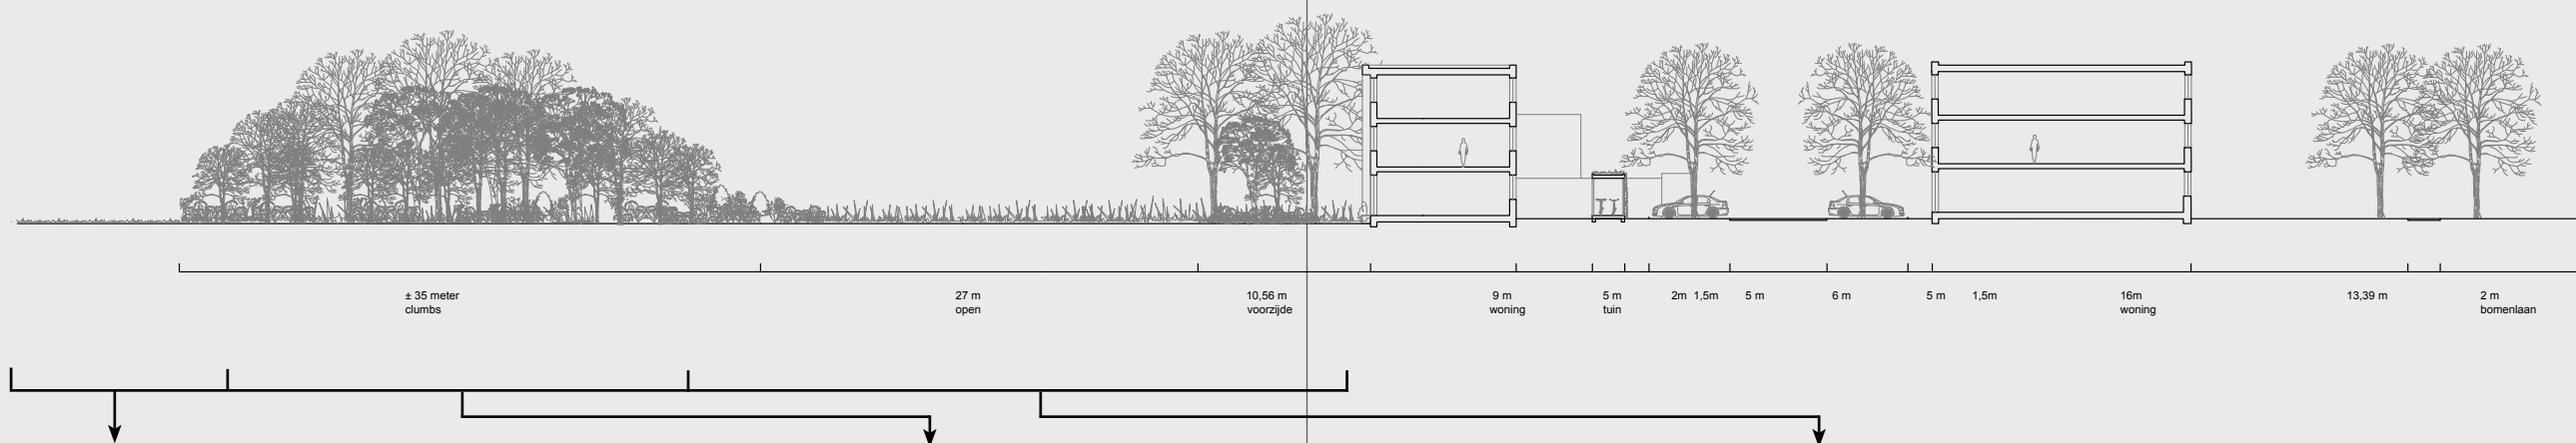 ± 35 meter
clumbs
27 m
open
10,56 m
voorzijde
9 m
woning
5 m
tuin
2m 1,5m
5 m
6 m
5 m
1,5m
16m
woning
13,39 m
2 m
bomenlaan